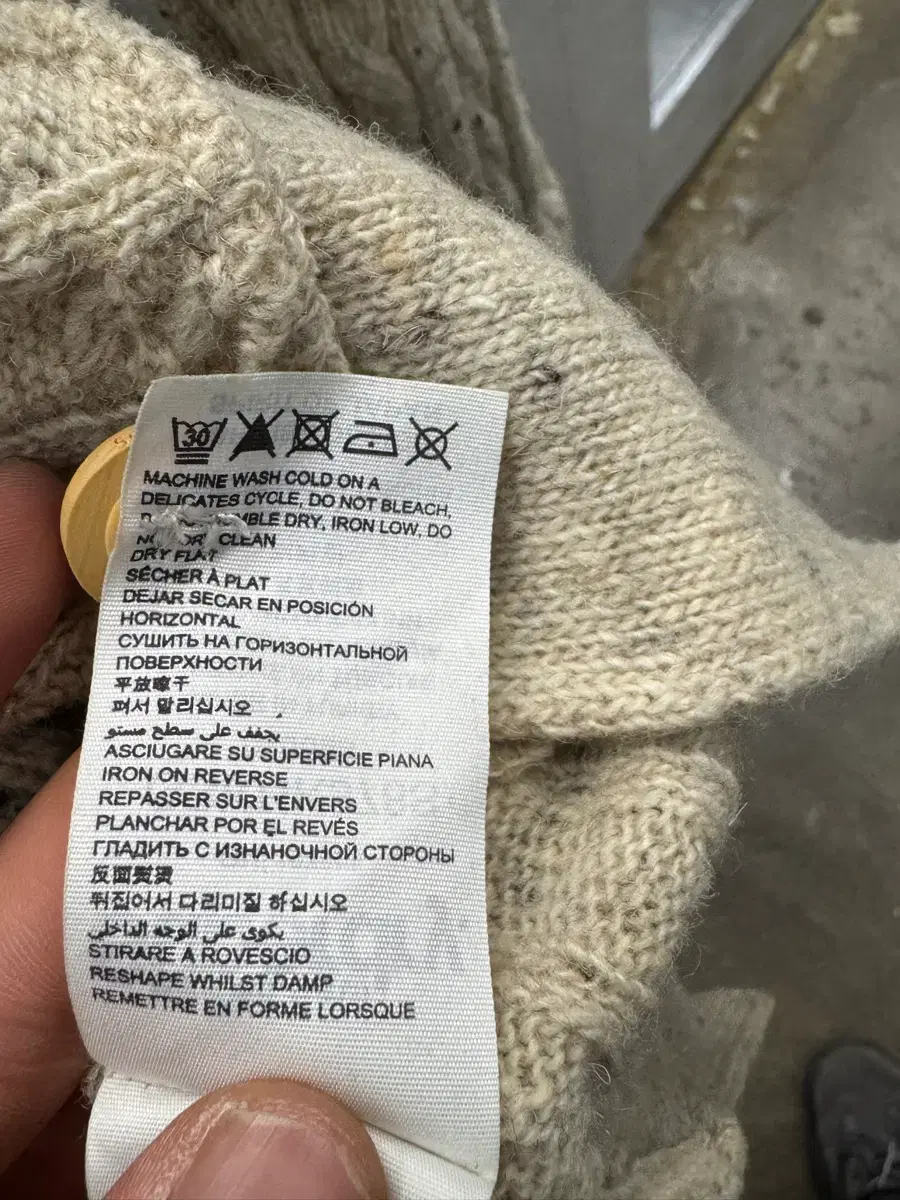 30
MACHINE WASH COLD ON A
DELICATES CYCLE, DO NOT BLEACH,
DRY, IRON LOW, DO
CLEAN
DRY FLAT
SÉCHER À PLAT
DEJAR SECAR EN POSICIÓN
HORIZONTAL
СУШИТЬ НА ГОРИЗОНТАЛЬНОЙ
ПОВЕРХНОСТИ
平放晾干
펴서 말리십시오
يجفف على سطح مستو
ASCIUGARE SU SUPERFICIE PIANA
IRON ON REVERSE
REPASSER SUR L'ENVERS
PLANCHAR POR EL REVÉS
ГЛАДИТЬ С ИЗНАНОЧНОЙ СТОРОНЫ
反面熨烫
뒤집어서 다리미질 하십시오
يكوى على الوجه الداخلي
STIRARE A ROVESCIO
RESHAPE WHILST DAMP
REMETTRE EN FORME LORSQUE